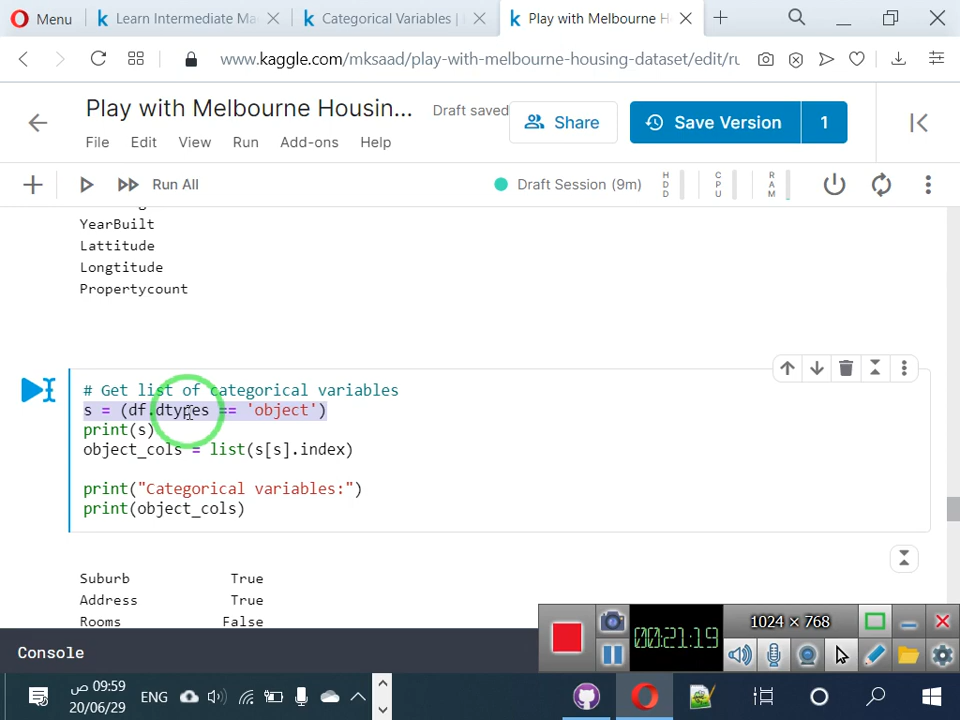 Menu
Learn Intermediate Ma
Categorical Variables |
Play with Melbourne H
www.kaggle.com/mksaad/play-with-melbourne-housing-dataset/edit/ru
Play with Melbourne Housin...
Draft saved
Share
Save Version
1
File Edit View Run Add-ons Help
Run All
Draft Session (9m)
HDD
CPU
RAM
YearBuilt
Lattitude
Longtitude
Propertycount
# Get list of categorical variables
s = (df.dtypes == 'object')
print(s)
object_cols = list(s[s].index)
print("Categorical variables:")
print(object_cols)
Suburb True
Address True
Rooms False
1024 × 768
00:21:19
Console
09:59 ص
20/06/29
ENG